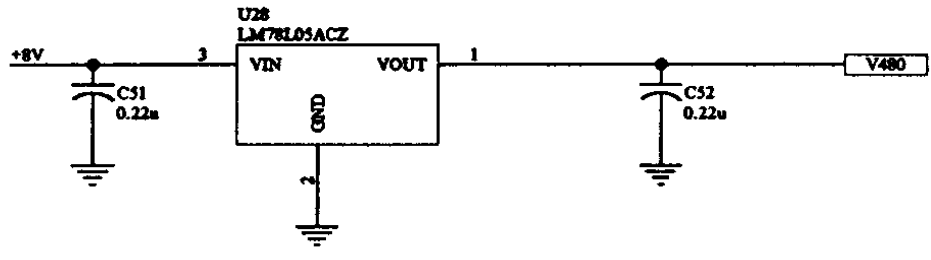 U28
LM78L05ACZ
+8V
3
VIN
VOUT
1
V480
C51
0.22u
GND
C52
0.22u
2